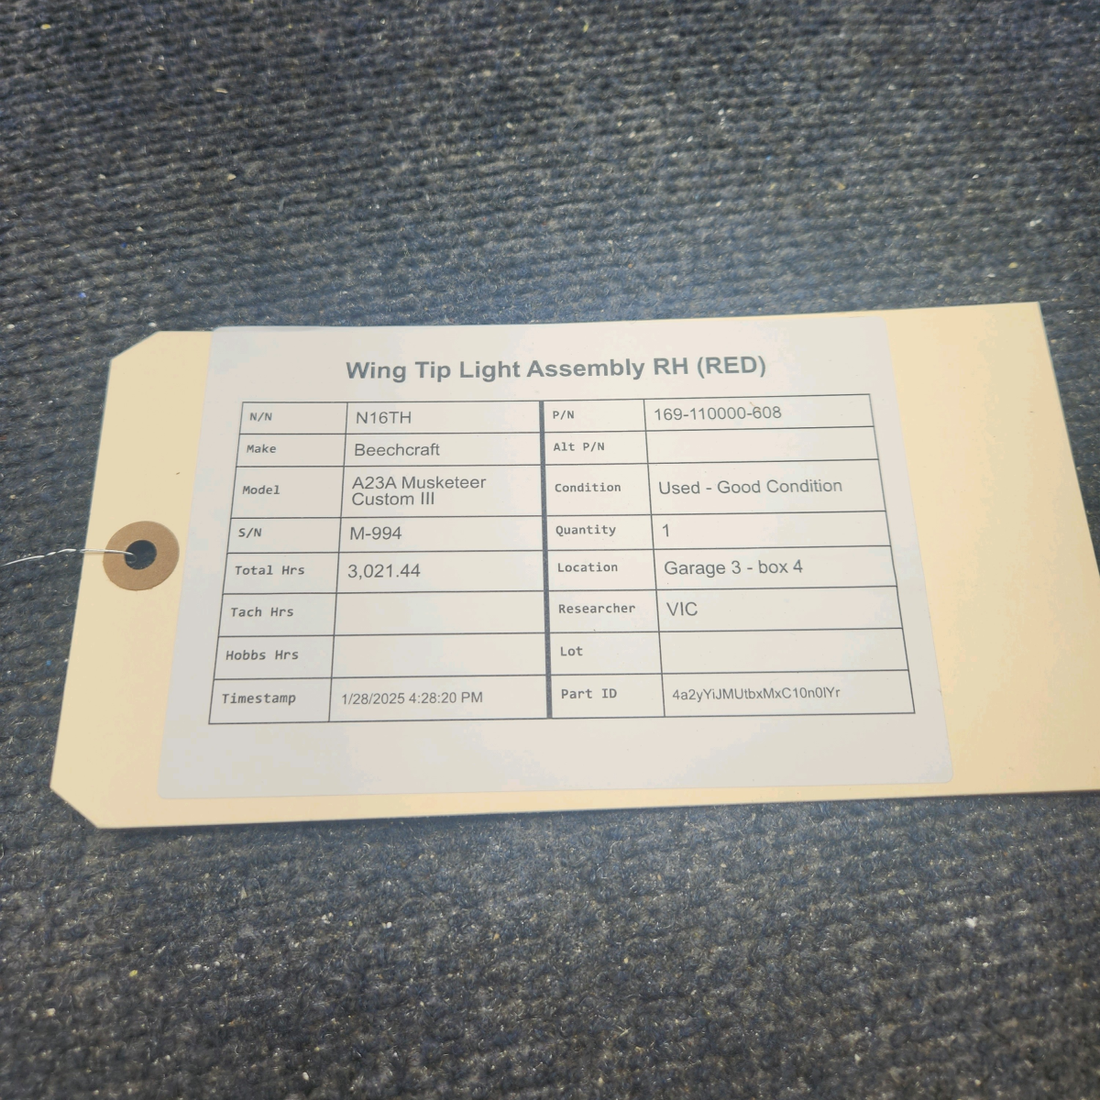 Wing Tip Light Assembly RH (RED)
N/N N16TH P/N 169-110000-608
Make Beechcraft Alt P/N
Model A23A Musketeer Custom III Condition Used - Good Condition
S/N M-994 Quantity 1
Total Hrs 3,021.44 Location Garage 3 - box 4
Tach Hrs Researcher VIC
Hobbs Hrs Lot
Timestamp 1/28/2025 4:28:20 PM Part ID 4a2yYiJMUtbxMxC10n0lYr